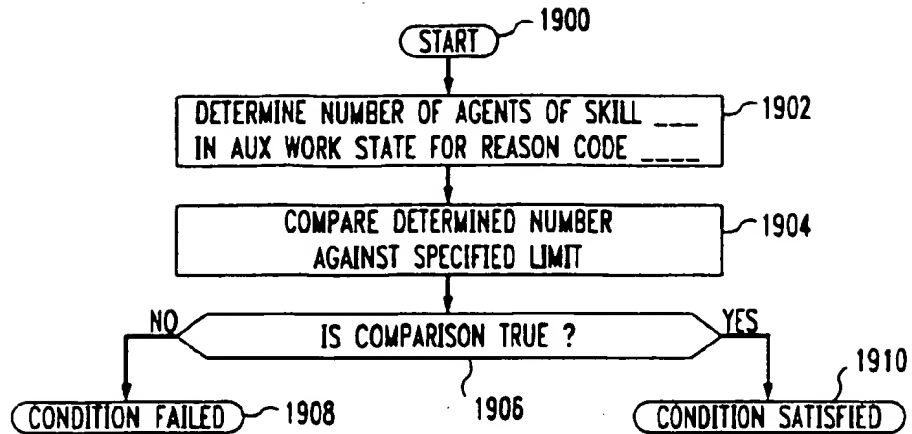 START
1900
DETERMINE NUMBER OF AGENTS OF SKILL ___
IN AUX WORK STATE FOR REASON CODE ____
1902
COMPARE DETERMINED NUMBER
AGAINST SPECIFIED LIMIT
1904
NO
IS COMPARISON TRUE ?
YES
1906
CONDITION FAILED
1908
CONDITION SATISFIED
1910